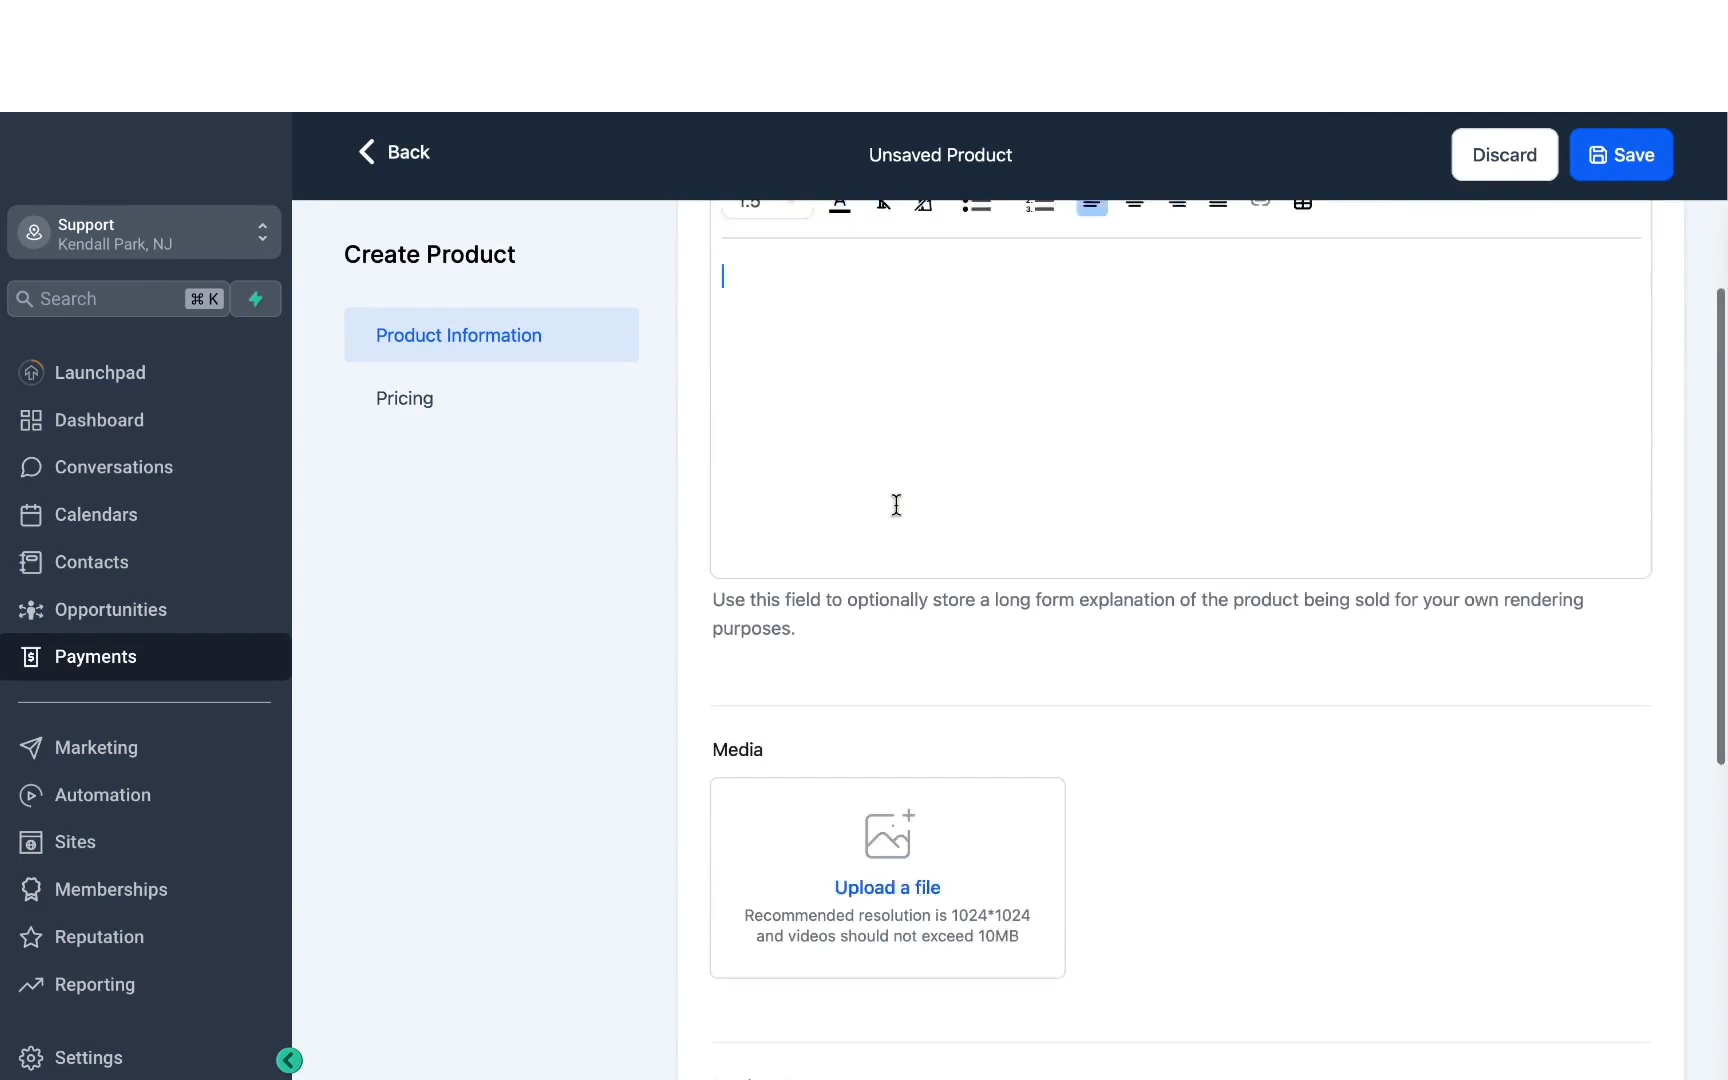 Back
Unsaved Product
Discard
Save
Support
Kendall Park, NJ
Search
⌘ K
Launchpad
Dashboard
Conversations
Calendars
Contacts
Opportunities
Payments
Marketing
Automation
Sites
Memberships
Reputation
Reporting
Settings
Create Product
Product Information
Pricing
1.5
Use this field to optionally store a long form explanation of the product being sold for your own rendering
purposes.
Media
Upload a file
Recommended resolution is 1024*1024
and videos should not exceed 10MB